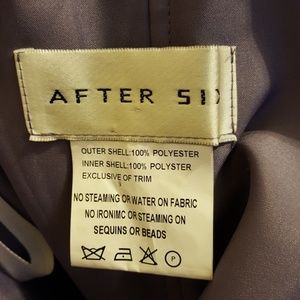 AFTER SIX
OUTER SHELL:100% POLYESTER
INNER SHELL:100% POLYESTER
EXCLUSIVE OF TRIM
NO STEAMING OR WATER ON FABRIC
NO IRONIMC OR STEAMING ON
SEQUINS OR BEADS
P